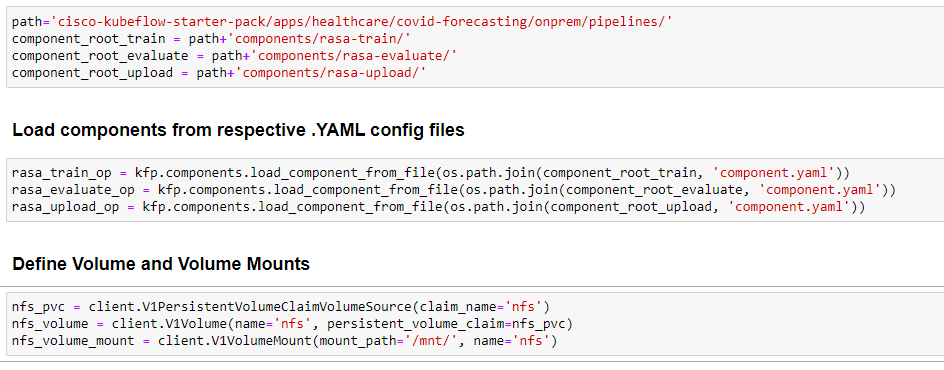 path='cisco-kubeflow-starter-pack/apps/healthcare/covid-forecasting/onprem/pipelines/'
component_root_train = path+'components/rasa-train/'
component_root_evaluate = path+'components/rasa-evaluate/'
component_root_upload = path+'components/rasa-upload/'
Load components from respective .YAML config files
rasa_train_op = kfp.components.load_component_from_file(os.path.join(component_root_train, 'component.yaml'))
rasa_evaluate_op = kfp.components.load_component_from_file(os.path.join(component_root_evaluate, 'component.yaml'))
rasa_upload_op = kfp.components.load_component_from_file(os.path.join(component_root_upload, 'component.yaml'))
Define Volume and Volume Mounts
nfs_pvc = client.V1PersistentVolumeClaimVolumeSource(claim_name='nfs')
nfs_volume = client.V1Volume(name='nfs', persistent_volume_claim=nfs_pvc)
nfs_volume_mount = client.V1VolumeMount(mount_path='/mnt/', name='nfs')